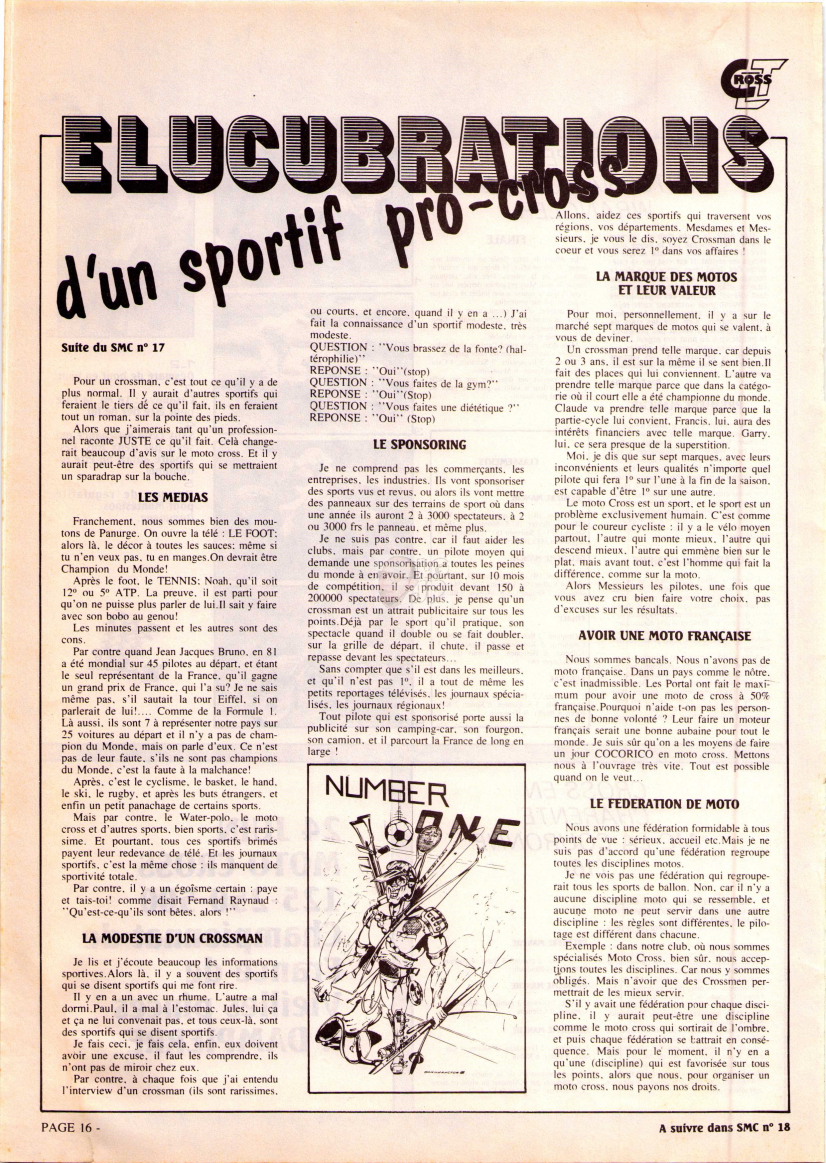 CROSS
ELUCUBRATIONS
d'un sportif pro-cross
Suite du SMC n° 17
Pour un crossman, c'est tout ce qu'il y a de
plus normal. Il y aurait d'autres sportifs qui
feraient le tiers de ce qu'il fait, ils en feraient
tout un roman, sur la pointe des pieds.
Alors que j'aimerais tant qu'un profession-
nel raconte JUSTE ce qu'il fait. Celà change-
rait beaucoup d'avis sur le moto cross. Et il y
aurait peut-être des sportifs qui se mettraient
un sparadrap sur la bouche.
LES MEDIAS
Franchement, nous sommes bien des mou-
tons de Panurge. On ouvre la télé : LE FOOT;
alors là, le décor à toutes les sauces; même si
tu n'en veux pas, tu en manges.On devrait être
Champion du Monde!
Après le foot, le TENNIS; Noah, qu'il soit
12° ou 5° ATP. La preuve, il est parti pour
qu'on ne puisse plus parler de lui.Il sait y faire
avec son bobo au genou!
Les minutes passent et les autres sont des
cons.
Par contre quand Jean Jacques Bruno, en 81
a été mondial sur 45 pilotes au départ, et étant
le seul représentant de la France, qu'il gagne
un grand prix de France, qui l'a su? Je ne sais
même pas, s'il sautait la tour Eiffel, si on
parlerait de lui!.... Comme de la Formule 1.
Là aussi, ils sont 7 à représenter notre pays sur
25 voitures au départ et il n'y a pas de cham-
pion du Monde, mais on parle d'eux. Ce n'est
pas de leur faute, s'ils ne sont pas champions
du Monde, c'est la faute à la malchance!
Après, c'est le cyclisme, le basket, le hand,
le ski, le rugby, et après les buts étrangers, et
enfin un petit panachage de certains sports.
Mais par contre, le Water-polo, le moto
cross et d'autres sports, bien sports, c'est raris-
sime. Et pourtant, tous ces sportifs brimés
payent leur redevance de télé. Et les journaux
sportifs, c'est la même chose : ils manquent de
sportivité totale.
Par contre, il y a un égoîsme certain : paye
et tais-toi! comme disait Fernand Raynaud :
"Qu'est-ce-qu'ils sont bêtes, alors !"
LA MODESTIE D'UN CROSSMAN
Je lis et j'écoute beaucoup les informations
sportives.Alors là, il y a souvent des sportifs
qui se disent sportifs qui me font rire.
Il y en a un avec un rhume. L'autre a mal
dormi.Paul, il a mal à l'estomac. Jules, lui ça
et ça ne lui convenait pas, et tous ceux-là, sont
des sportifs qui se disent sportifs.
Je fais ceci, je fais cela, enfin, eux doivent
avoir une excuse, il faut les comprendre, ils
n'ont pas de miroir chez eux.
Par contre, à chaque fois que j'ai entendu
l'interview d'un crossman (ils sont rarissimes,
ou courts, et encore, quand il y en a ...) J'ai
fait la connaissance d'un sportif modeste, très
modeste.
QUESTION : "Vous brassez de la fonte? (hal-
térophilie)"
REPONSE : "Oui"(stop)
QUESTION : "Vous faites de la gym?"
REPONSE : "Oui"(Stop)
QUESTION : "Vous faites une diététique ?"
REPONSE : "Oui" (Stop)
LE SPONSORING
Je ne comprend pas les commerçants, les
entreprises, les industries. Ils vont sponsoriser
des sports vus et revus, ou alors ils vont mettre
des panneaux sur des terrains de sport où dans
une année ils auront 2 à 3000 spectateurs, à 2
ou 3000 frs le panneau, et même plus.
Je ne suis pas contre, car il faut aider les
clubs, mais par contre, un pilote moyen qui
demande une sponsorisation a toutes les peines
du monde à en avoir. Et pourtant, sur 10 mois
de compétition, il se produit devant 150 à
200000 spectateurs. De plus, je pense qu'un
crossman est un attrait publicitaire sur tous les
points.Déjà par le sport qu'il pratique, son
spectacle quand il double ou se fait doubler,
sur la grille de départ, il chute, il passe et
repasse devant les spectateurs...
Sans compter que s'il est dans les meilleurs,
et qu'il n'est pas 1°, il a tout de même les
petits reportages télévisés, les journaux spécia-
lisés, les journaux régionaux!
Tout pilote qui est sponsorisé porte aussi la
publicité sur son camping-car, son fourgon,
son camion, et il parcourt la France de long en
large !
NUMBER
ONE
Allons, aidez ces sportifs qui traversent vos
régions, vos départements. Mesdames et Mes-
sieurs, je vous le dis, soyez Crossman dans le
coeur et vous serez 1° dans vos affaires !
LA MARQUE DES MOTOS
ET LEUR VALEUR
Pour moi, personnellement, il y a sur le
marché sept marques de motos qui se valent, à
vous de deviner.
Un crossman prend telle marque, car depuis
2 ou 3 ans, il est sur la même il se sent bien.Il
fait des places qui lui conviennent. L'autre va
prendre telle marque parce que dans la catégo-
rie où il court elle a été championne du monde.
Claude va prendre telle marque parce que la
partie-cycle lui convient, Francis, lui, aura des
intérêts financiers avec telle marque. Garry,
lui, ce sera presque de la superstition.
Moi, je dis que sur sept marques, avec leurs
inconvénients et leurs qualités n'importe quel
pilote qui fera 1° sur l'une à la fin de la saison,
est capable d'être 1° sur une autre.
Le moto Cross est un sport, et le sport est un
problème exclusivement humain. C'est comme
pour le coureur cycliste : il y a le vélo moyen
partout, l'autre qui monte mieux, l'autre qui
descend mieux, l'autre qui emmène bien sur le
plat, mais avant tout, c'est l'homme qui fait la
différence, comme sur la moto.
Alors Messieurs les pilotes, une fois que
vous avez cru bien faire votre choix, pas
d'excuses sur les résultats.
AVOIR UNE MOTO FRANÇAISE
Nous sommes bancals. Nous n'avons pas de
moto française. Dans un pays comme le nôtre,
c'est inadmissible. Les Portal ont fait le maxi-
mum pour avoir une moto de cross à 50%
française.Pourquoi n'aide t-on pas les person-
nes de bonne volonté ? Leur faire un moteur
français serait une bonne aubaine pour tout le
monde. Je suis sûr qu'on a les moyens de faire
un jour COCORICO en moto cross. Mettons
nous à l'ouvrage très vite. Tout est possible
quand on le veut...
LE FEDERATION DE MOTO
Nous avons une fédération formidable à tous
points de vue : sérieux, accueil etc.Mais je ne
suis pas d'accord qu'une fédération regroupe
toutes les disciplines motos.
Je ne vois pas une fédération qui regroupe-
rait tous les sports de ballon. Non, car il n'y a
aucune discipline moto qui se ressemble, et
aucune moto ne peut servir dans une autre
discipline : les règles sont différentes, le pilo-
tage est différent dans chacune.
Exemple : dans notre club, où nous sommes
spécialisés Moto Cross, bien sûr, nous accep-
tions toutes les disciplines. Car nous y sommes
obligés. Mais n'avoir que des Crossmen per-
mettrait de les mieux servir.
S'il y avait une fédération pour chaque disci-
pline, il y aurait peut-être une discipline
comme le moto cross qui sortirait de l'ombre,
et puis chaque fédération se battrait en consé-
quence. Mais pour le moment, il n'y en a
qu'une (discipline) qui est favorisée sur tous
les points, alors que nous, pour organiser un
moto cross, nous payons nos droits.
PAGE 16 -
A suivre dans SMC n° 18